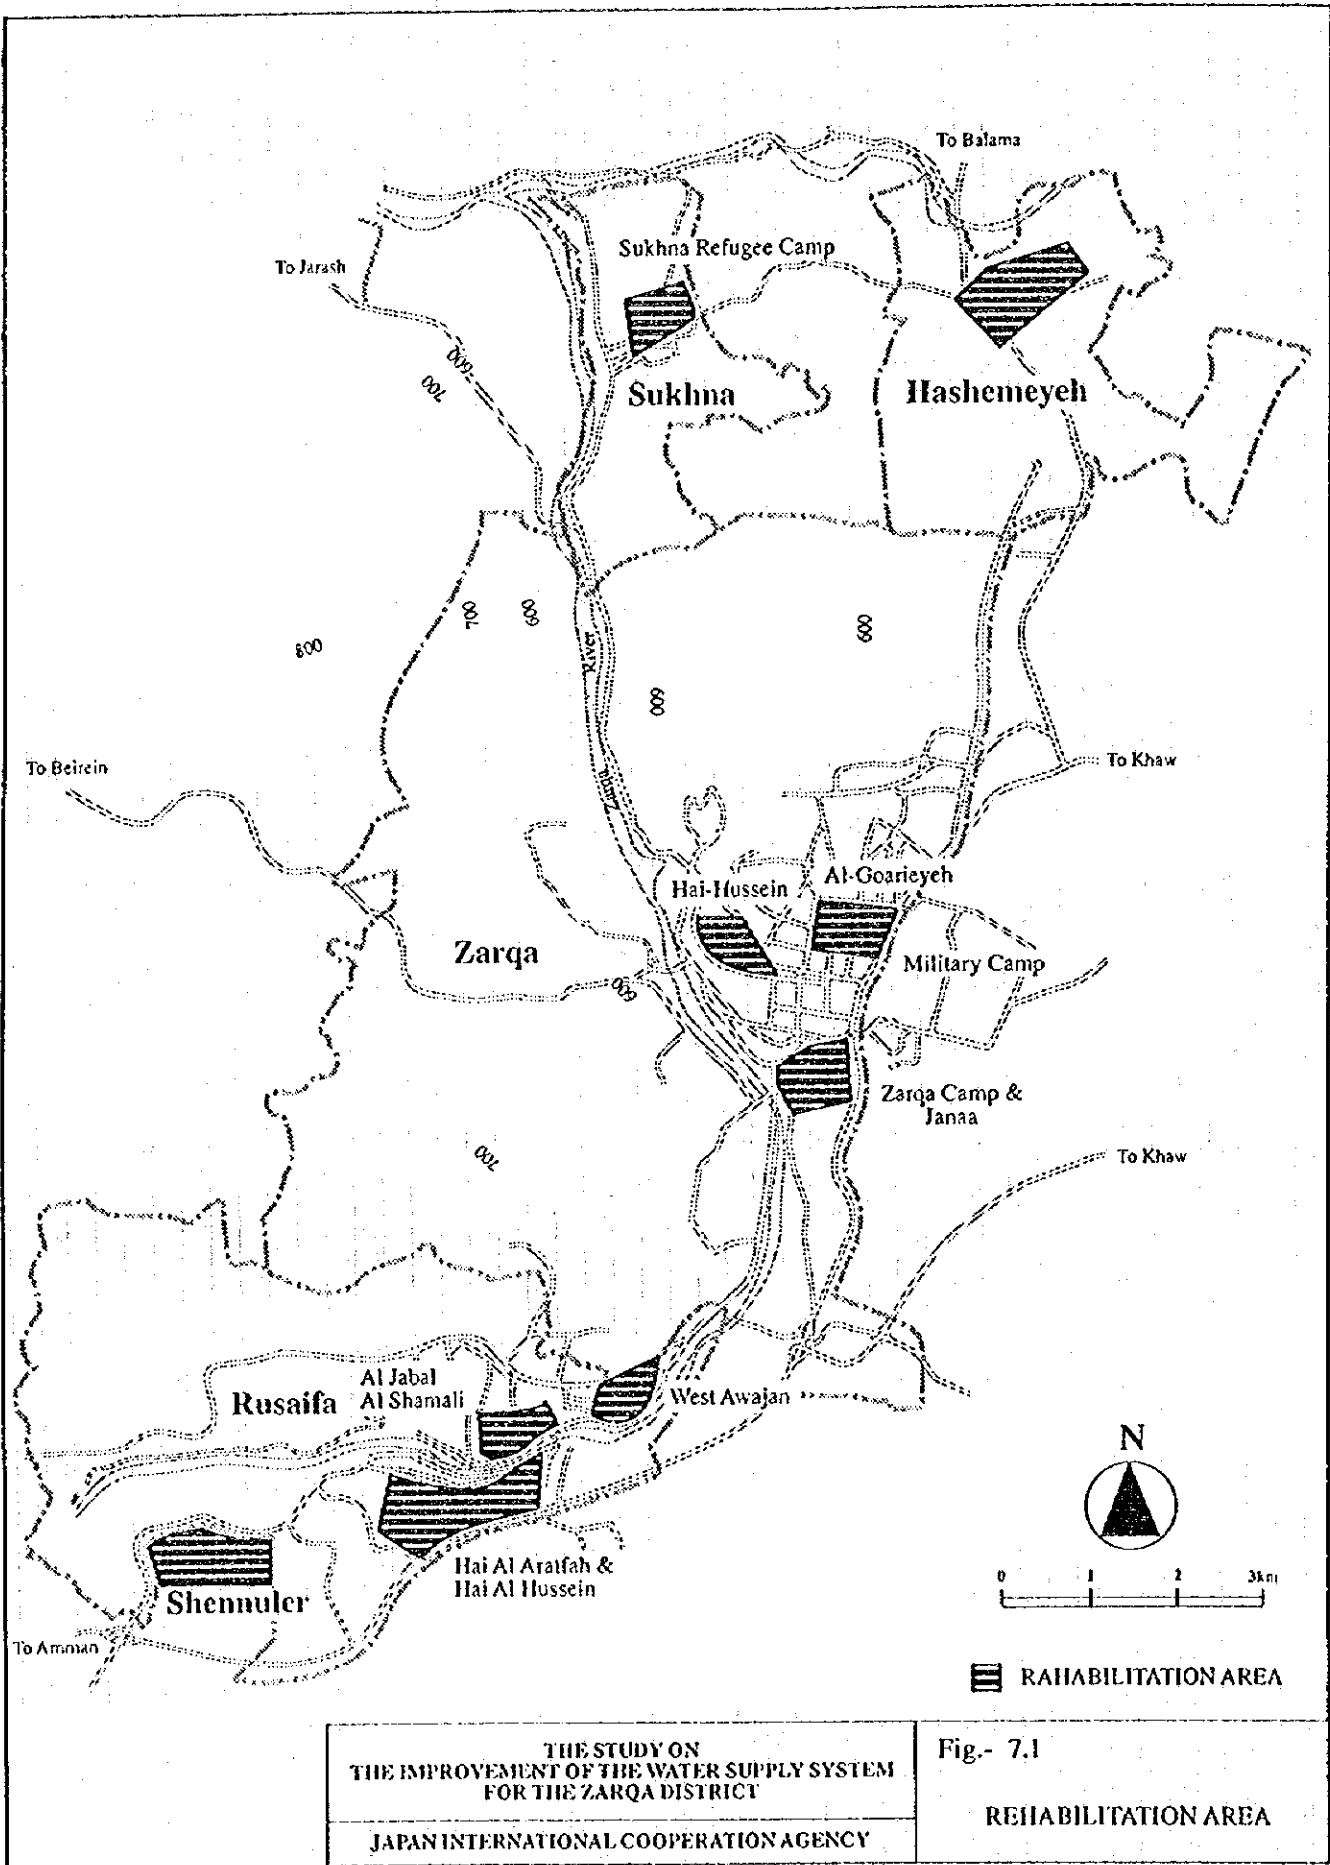 To Balama
Sukhna Refugee Camp
To Jarash
600
700
Sukhna
Hashemeyeh
700
600
800
River
600
600
Zarqa
To Beirein
To Khaw
Hai-Hussein
Al-Goarieyeh
Zarqa
Military Camp
600
Zarqa Camp &
Janaa
700
To Khaw
Rusaifa
Al Jabal
Al Shamali
West Awajan
N
Hai Al Araifah &
Hai Al Hussein
0 1 2 3km
Shennuler
To Amman
RAHABILITATION AREA
THE STUDY ON
THE IMPROVEMENT OF THE WATER SUPPLY SYSTEM
FOR THE ZARQA DISTRICT
JAPAN INTERNATIONAL COOPERATION AGENCY
Fig.- 7.1
REHABILITATION AREA